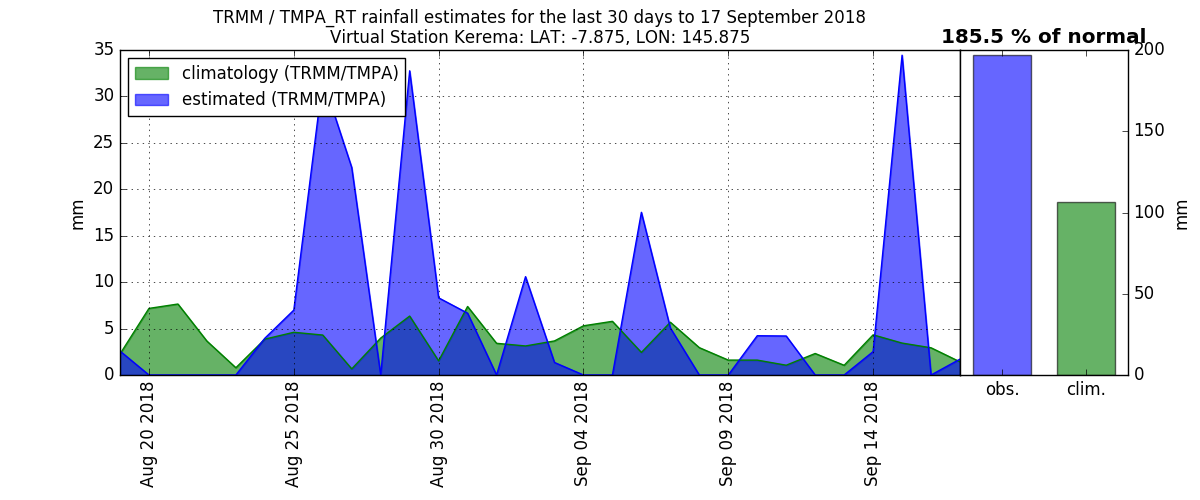 TRMM / TMPA_RT rainfall estimates for the last 30 days to 17 September 2018
Virtual Station Kerema: LAT: -7.875, LON: 145.875
185.5 % of normal
climatology (TRMM/TMPA)
estimated (TRMM/TMPA)
35
30
25
20
15
10
5
0
mm
Aug 20 2018
Aug 25 2018
Aug 30 2018
Sep 04 2018
Sep 09 2018
Sep 14 2018
200
150
100
50
0
mm
obs.
clim.